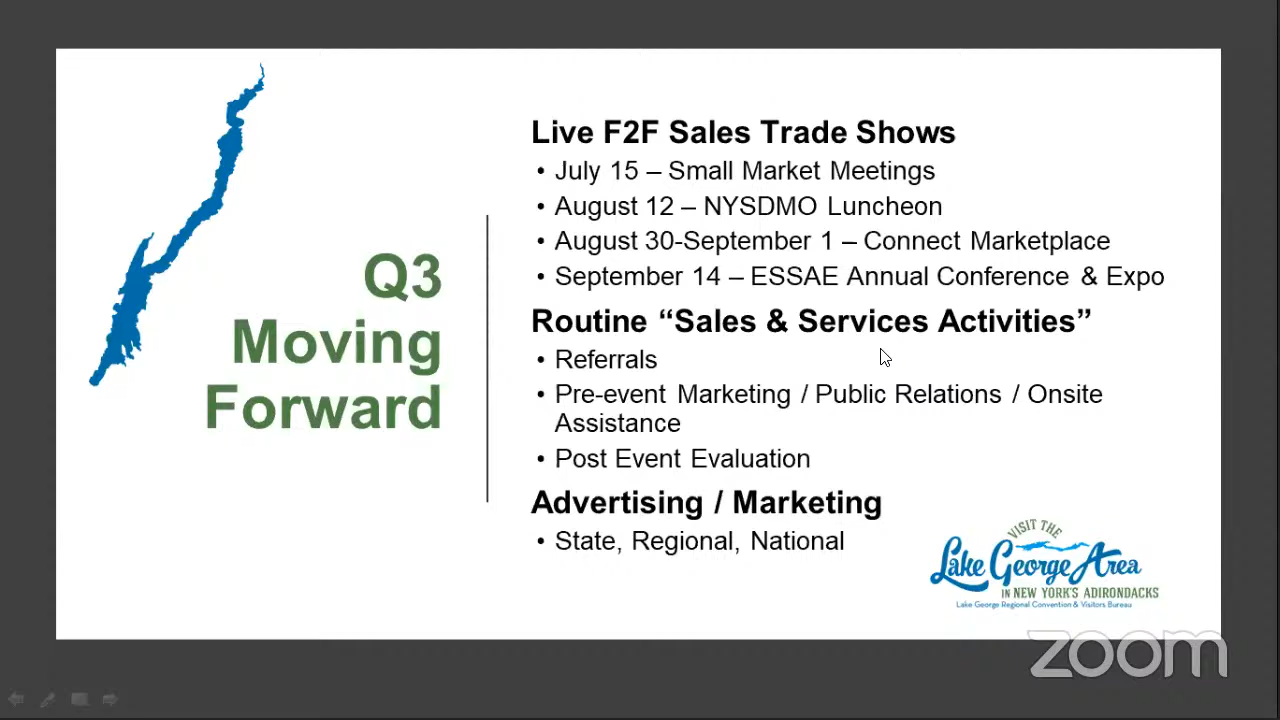 Q3
Moving
Forward
Live F2F Sales Trade Shows
• July 15 – Small Market Meetings
• August 12 – NYSDMO Luncheon
• August 30-September 1 – Connect Marketplace
• September 14 – ESSAE Annual Conference & Expo
Routine “Sales & Services Activities”
• Referrals
• Pre-event Marketing / Public Relations / Onsite
Assistance
• Post Event Evaluation
Advertising / Marketing
• State, Regional, National
VISIT THE
Lake George Area
IN NEW YORK'S ADIRONDACKS
Lake George Regional Convention & Visitors Bureau
zoom